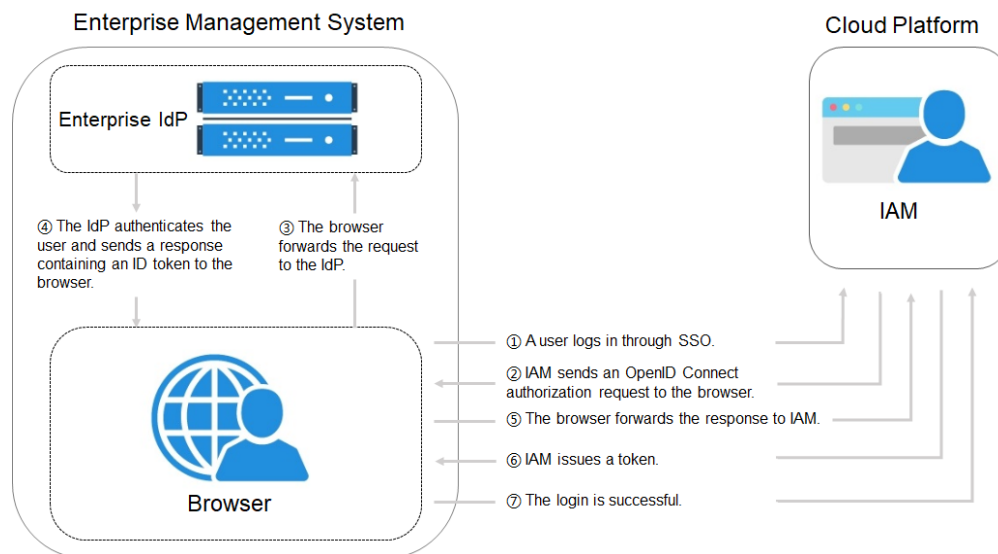 Enterprise Management System
Cloud Platform
Enterprise IdP
IAM
④ The IdP authenticates the
user and sends a response
containing an ID token to the
browser.
③ The browser
forwards the request
to the IdP.
① A user logs in through SSO.
② IAM sends an OpenID Connect
authorization request to the browser.
⑤ The browser forwards the response to IAM.
⑥ IAM issues a token.
⑦ The login is successful.
Browser